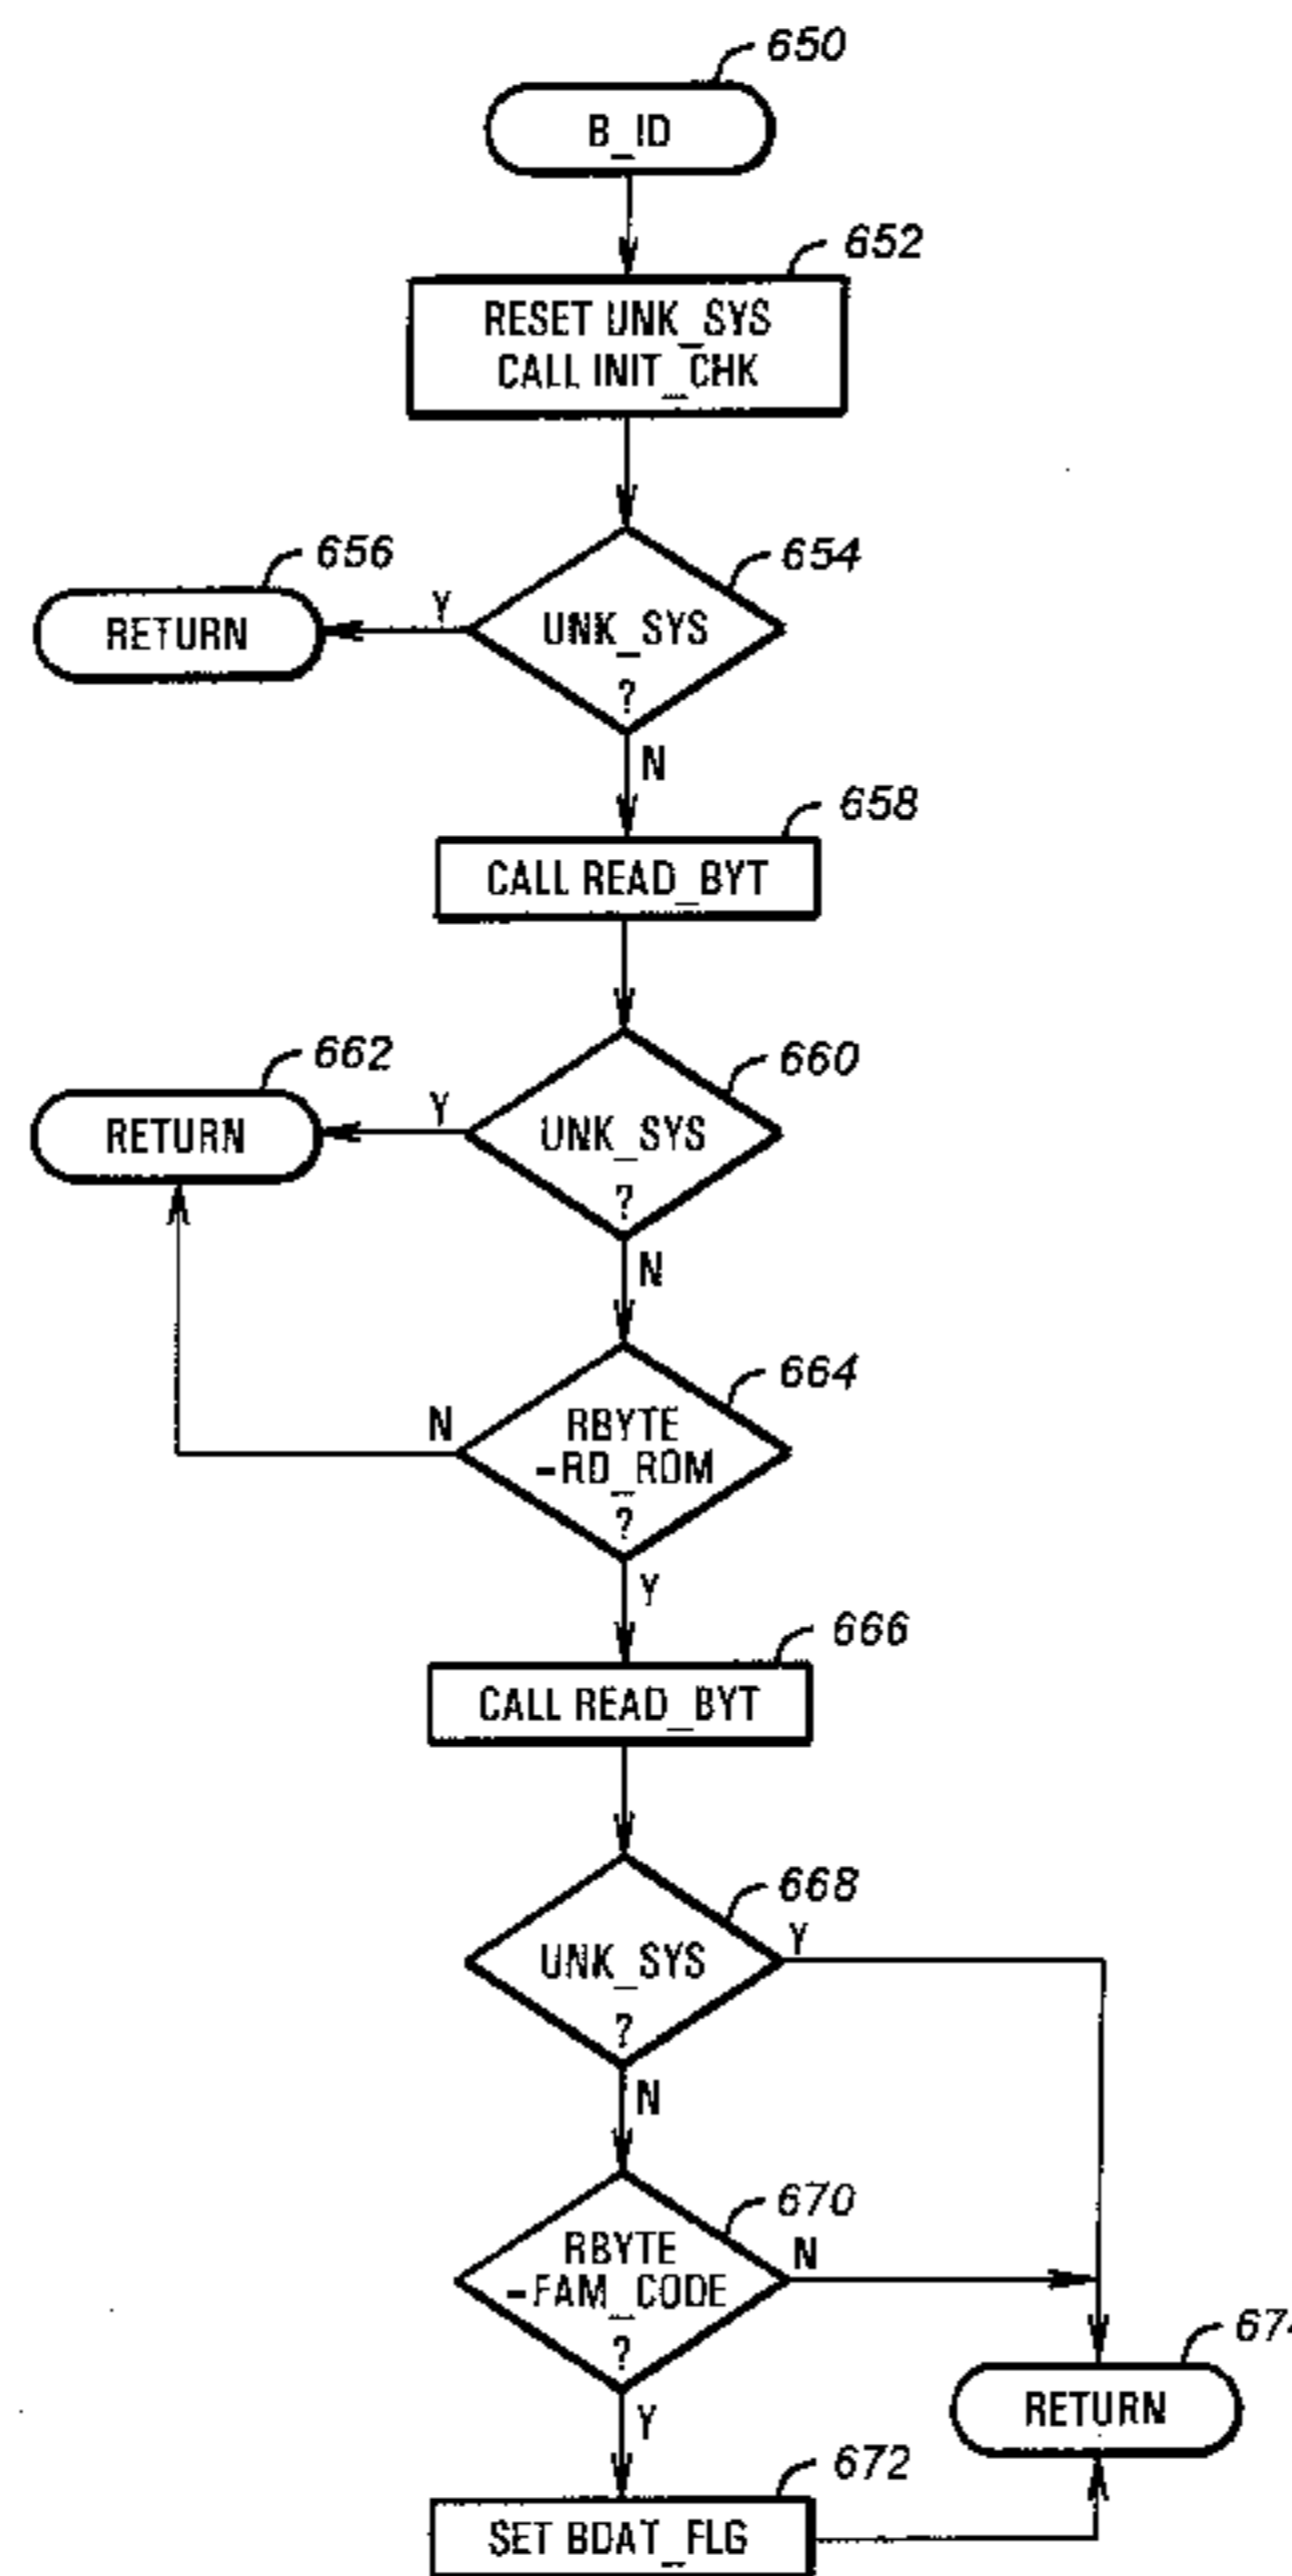 650
B_ID
652
RESET UNK_SYS
CALL INIT_CHK
654
656
UNK_SYS
?
Y
RETURN
N
658
CALL READ_BYT
660
662
UNK_SYS
?
Y
RETURN
N
664
RBYTE
-RD_ROM
?
N
Y
666
CALL READ_BYT
668
UNK_SYS
?
Y
N
670
RBYTE
-FAM_CODE
?
N
Y
RETURN
672
SET BDAT_FLG